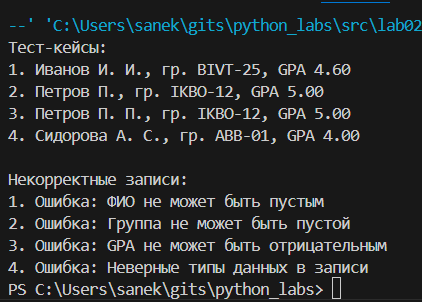 --' 'C:\Users\sanek\gits\python_labs\src\lab02
Тест-кейсы:
1. Иванов И. И., гр. BIVT-25, GPA 4.60
2. Петров П., гр. IKBO-12, GPA 5.00
3. Петров П. П., гр. IKBO-12, GPA 5.00
4. Сидорова А. С., гр. ABB-01, GPA 4.00
Некорректные записи:
1. Ошибка: ФИО не может быть пустым
2. Ошибка: Группа не может быть пустой
3. Ошибка: GPA не может быть отрицательным
4. Ошибка: Неверные типы данных в записи
PS C:\Users\sanek\gits\python_labs>